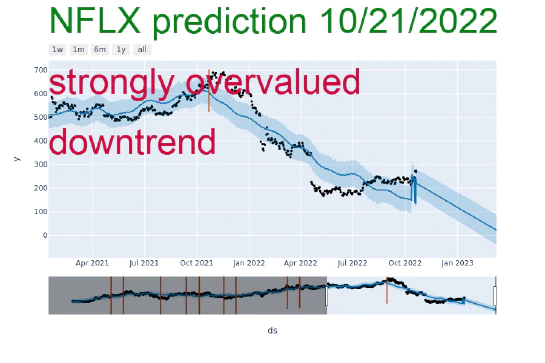 NFLX prediction 10/21/2022
1w 1m 6m 1y all
strongly overvalued
downtrend
700
600
500
400
300
200
100
0
y
Apr 2021 Jul 2021 Oct 2021 Jan 2022 Apr 2022 Jul 2022 Oct 2022 Jan 2023
ds